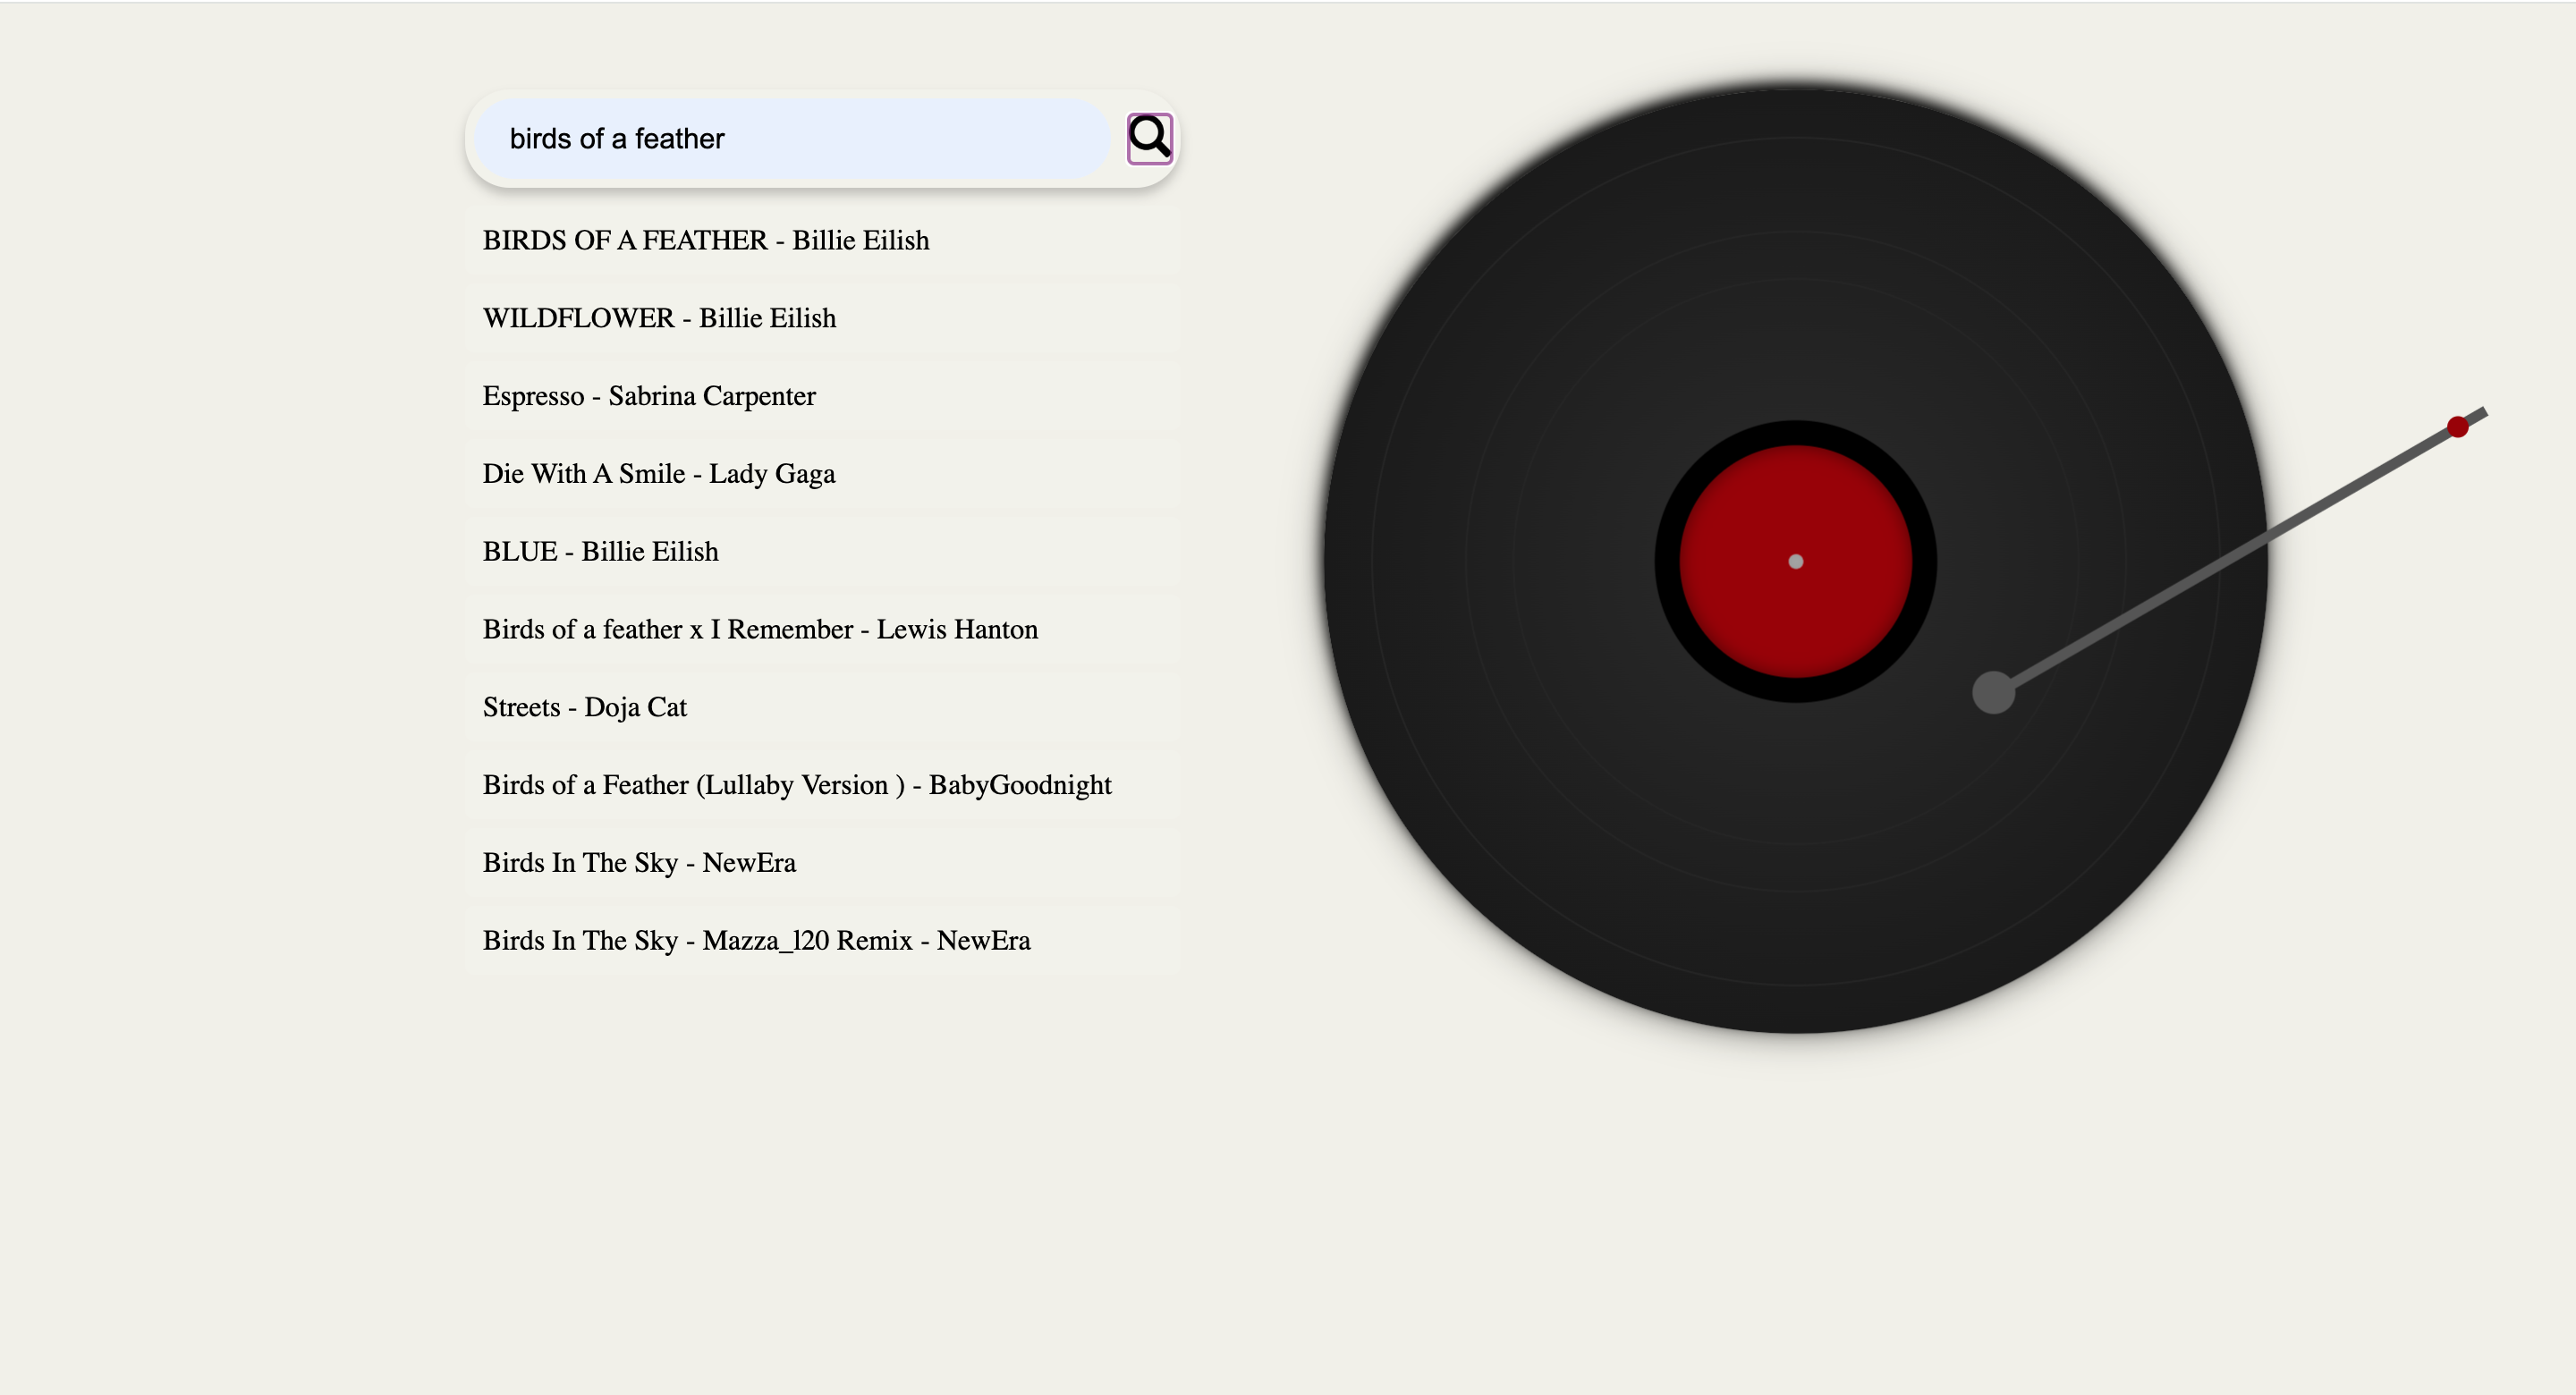 birds of a feather
BIRDS OF A FEATHER - Billie Eilish
WILDFLOWER - Billie Eilish
Espresso - Sabrina Carpenter
Die With A Smile - Lady Gaga
BLUE - Billie Eilish
Birds of a feather x I Remember - Lewis Hanton
Streets - Doja Cat
Birds of a Feather (Lullaby Version ) - BabyGoodnight
Birds In The Sky - NewEra
Birds In The Sky - Mazza_l20 Remix - NewEra